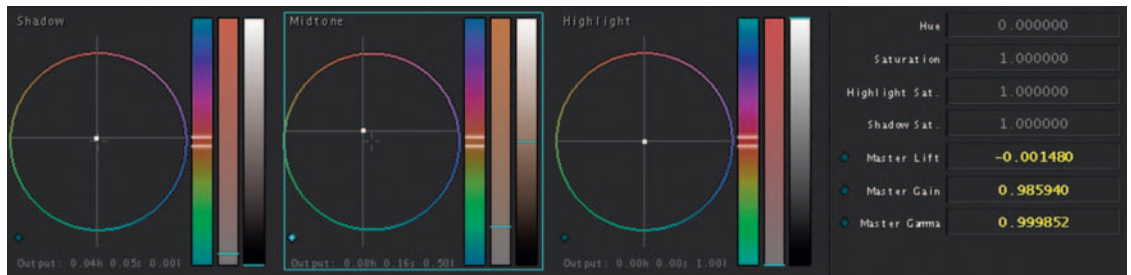 Shadow
Output: 0.04h 0.05s 0.00l
Midtone
Output: 0.08h 0.16s 0.50l
Highlight
Output: 0.00h 0.00s 1.00l
Hue 0.000000
Saturation 1.000000
Highlight Sat. 1.000000
Shadow Sat. 1.000000
Master Lift -0.001480
Master Gain 0.985940
Master Gamma 0.999852